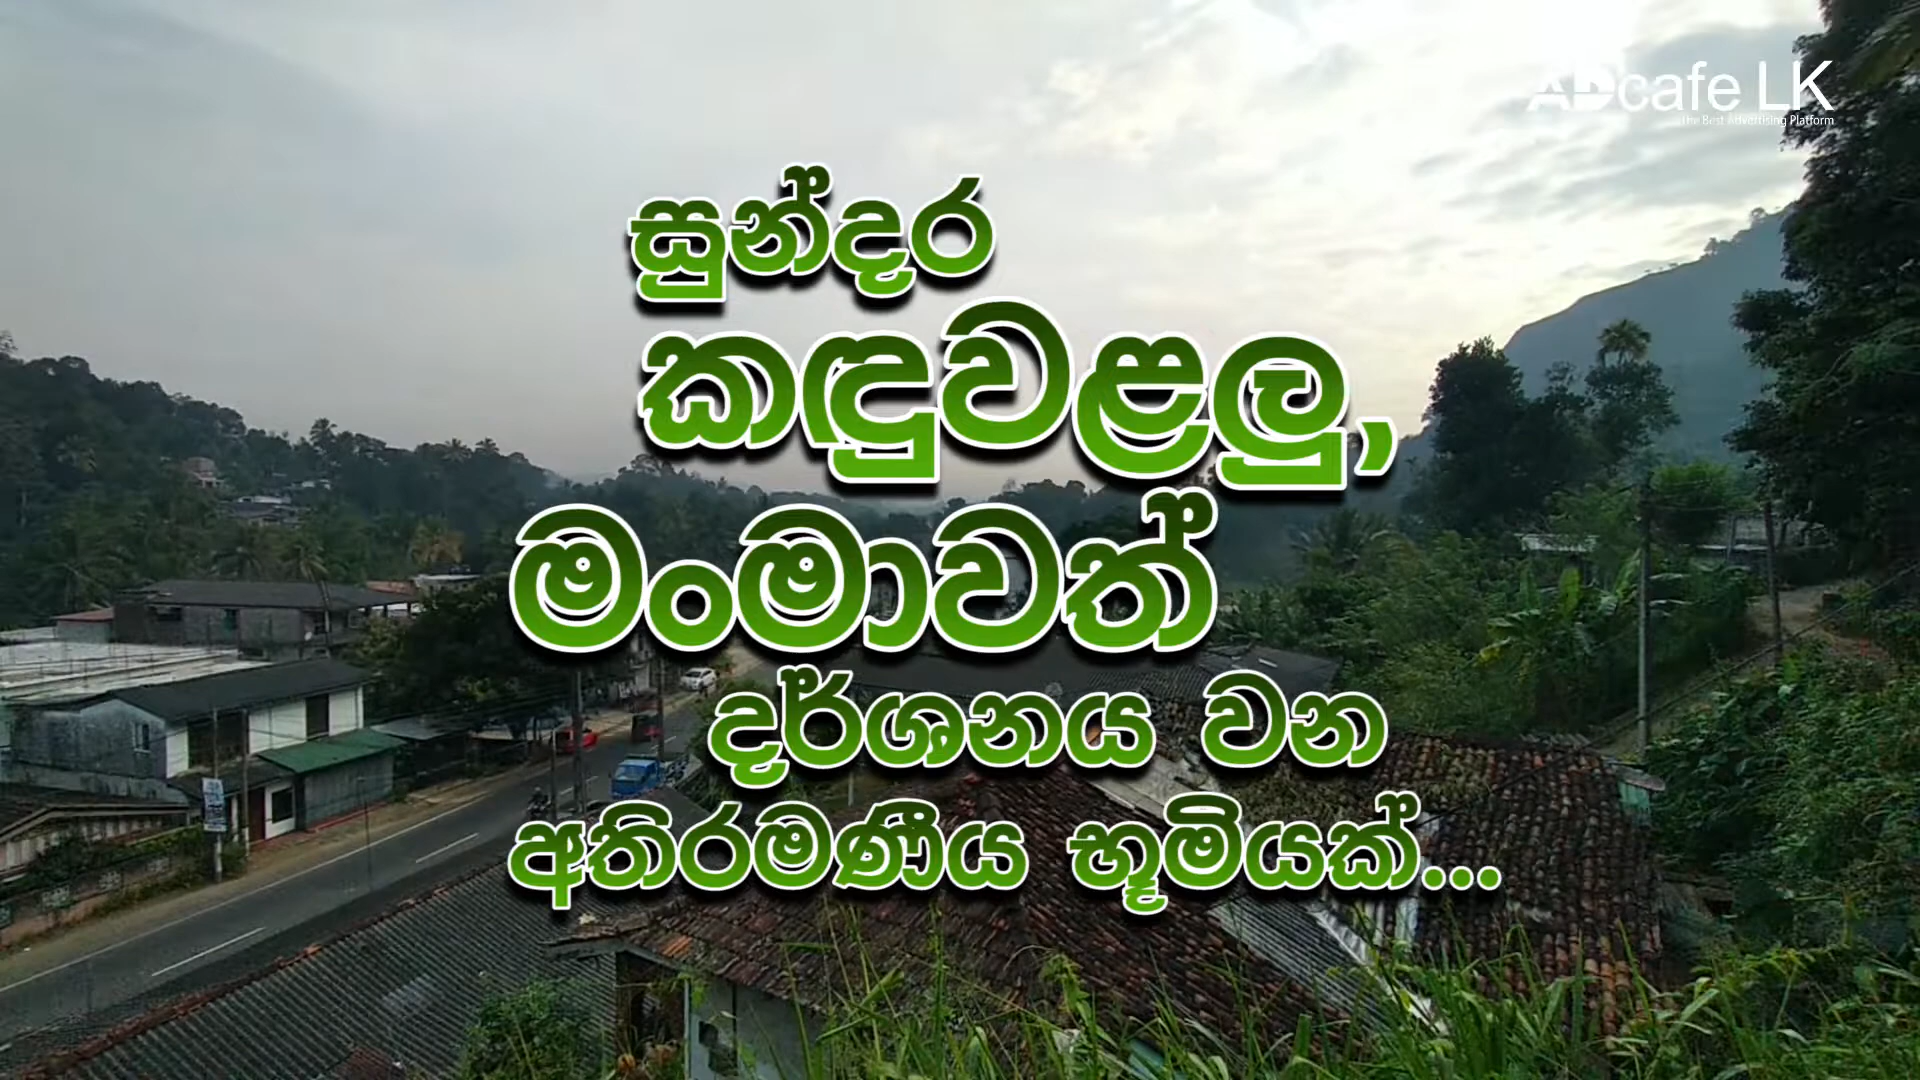 ADcafe LK
The Best Advertising Platform
සුන්දර
කඳුවළලු,
මංමාවත්
දර්ශනය වන
අතිරමණීය භූමියක්...